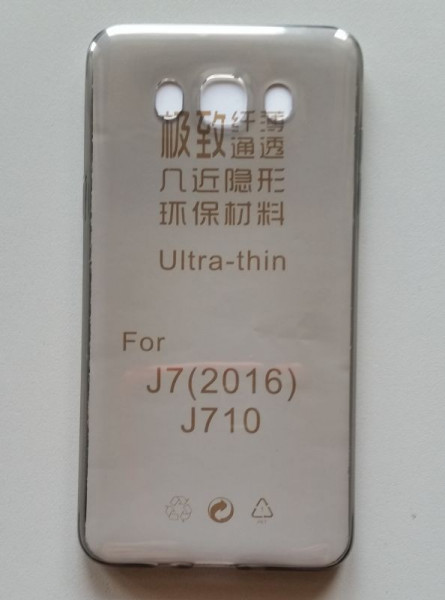 极致纤薄
通透
几近隐形
环保材料
Ultra-thin
For
J7(2016)
J710